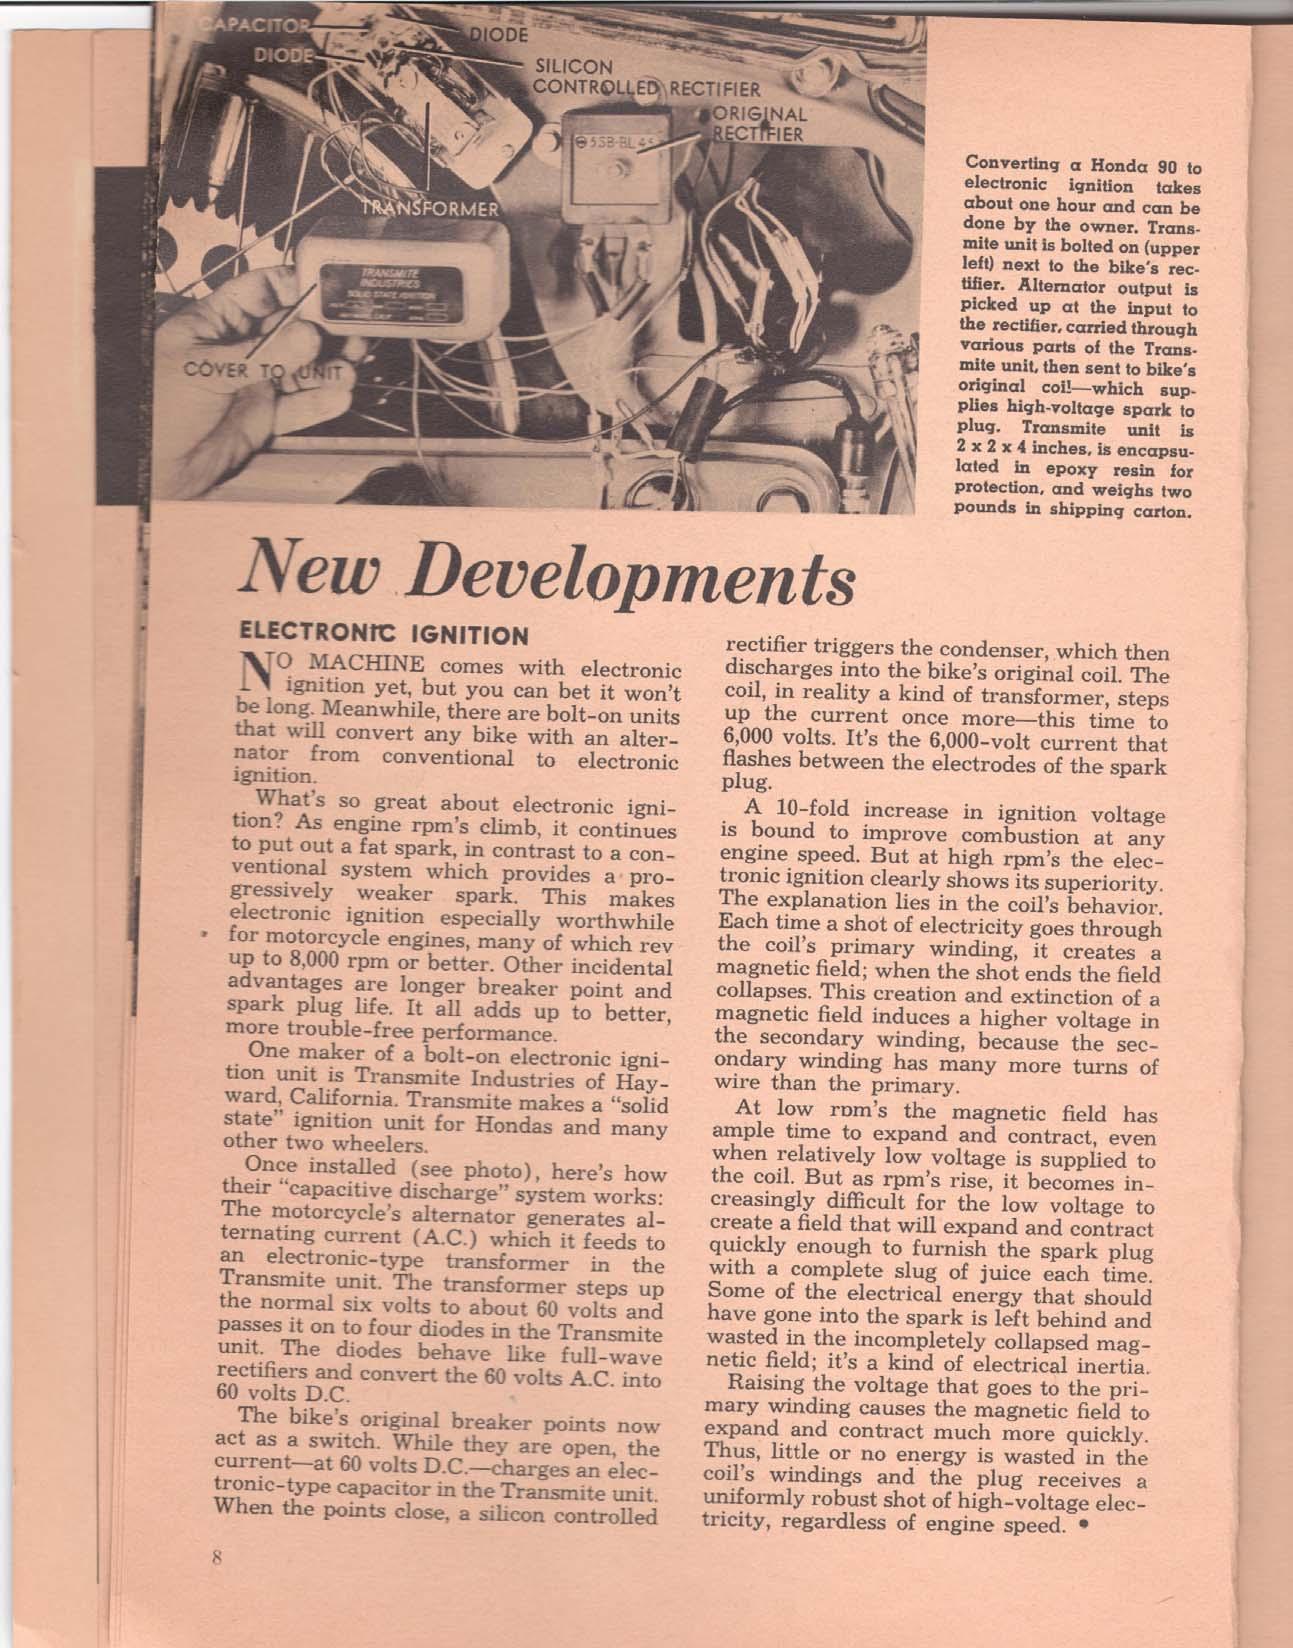 CAPACITOR
DIODE
DIODE
SILICON
CONTROLLED RECTIFIER
ORIGINAL
RECTIFIER
5SB-BL 45
TRANSFORMER
TRANSMITE
INDUSTRIES
SOLID STATE IGNITION
COVER TO UNIT
Converting a Honda 90 to
electronic ignition takes
about one hour and can be
done by the owner. Trans-
mite unit is bolted on (upper
left) next to the bike's rec-
tifier. Alternator output is
picked up at the input to
the rectifier, carried through
various parts of the Trans-
mite unit, then sent to bike's
original coil—which sup-
plies high-voltage spark to
plug. Transmite unit is
2 x 2 x 4 inches, is encapsu-
lated in epoxy resin for
protection, and weighs two
pounds in shipping carton.
New Developments
ELECTRONIC IGNITION
NO MACHINE comes with electronic
ignition yet, but you can bet it won't
be long. Meanwhile, there are bolt-on units
that will convert any bike with an alter-
nator from conventional to electronic
ignition.
What's so great about electronic igni-
tion? As engine rpm's climb, it continues
to put out a fat spark, in contrast to a con-
ventional system which provides a pro-
gressively weaker spark. This makes
electronic ignition especially worthwhile
for motorcycle engines, many of which rev
up to 8,000 rpm or better. Other incidental
advantages are longer breaker point and
spark plug life. It all adds up to better,
more trouble-free performance.
One maker of a bolt-on electronic igni-
tion unit is Transmite Industries of Hay-
ward, California. Transmite makes a "solid
state" ignition unit for Hondas and many
other two wheelers.
Once installed (see photo), here's how
their "capacitive discharge" system works:
The motorcycle's alternator generates al-
ternating current (A.C.) which it feeds to
an electronic-type transformer in the
Transmite unit. The transformer steps up
the normal six volts to about 60 volts and
passes it on to four diodes in the Transmite
unit. The diodes behave like full-wave
rectifiers and convert the 60 volts A.C. into
60 volts D.C.
The bike's original breaker points now
act as a switch. While they are open, the
current—at 60 volts D.C.—charges an elec-
tronic-type capacitor in the Transmite unit.
When the points close, a silicon controlled
rectifier triggers the condenser, which then
discharges into the bike's original coil. The
coil, in reality a kind of transformer, steps
up the current once more—this time to
6,000 volts. It's the 6,000-volt current that
flashes between the electrodes of the spark
plug.
A 10-fold increase in ignition voltage
is bound to improve combustion at any
engine speed. But at high rpm's the elec-
tronic ignition clearly shows its superiority.
The explanation lies in the coil's behavior.
Each time a shot of electricity goes through
the coil's primary winding, it creates a
magnetic field; when the shot ends the field
collapses. This creation and extinction of a
magnetic field induces a higher voltage in
the secondary winding, because the sec-
ondary winding has many more turns of
wire than the primary.
At low rpm's the magnetic field has
ample time to expand and contract, even
when relatively low voltage is supplied to
the coil. But as rpm's rise, it becomes in-
creasingly difficult for the low voltage to
create a field that will expand and contract
quickly enough to furnish the spark plug
with a complete slug of juice each time.
Some of the electrical energy that should
have gone into the spark is left behind and
wasted in the incompletely collapsed mag-
netic field; it's a kind of electrical inertia.
Raising the voltage that goes to the pri-
mary winding causes the magnetic field to
expand and contract much more quickly.
Thus, little or no energy is wasted in the
coil's windings and the plug receives a
uniformly robust shot of high-voltage elec-
tricity, regardless of engine speed. •
8